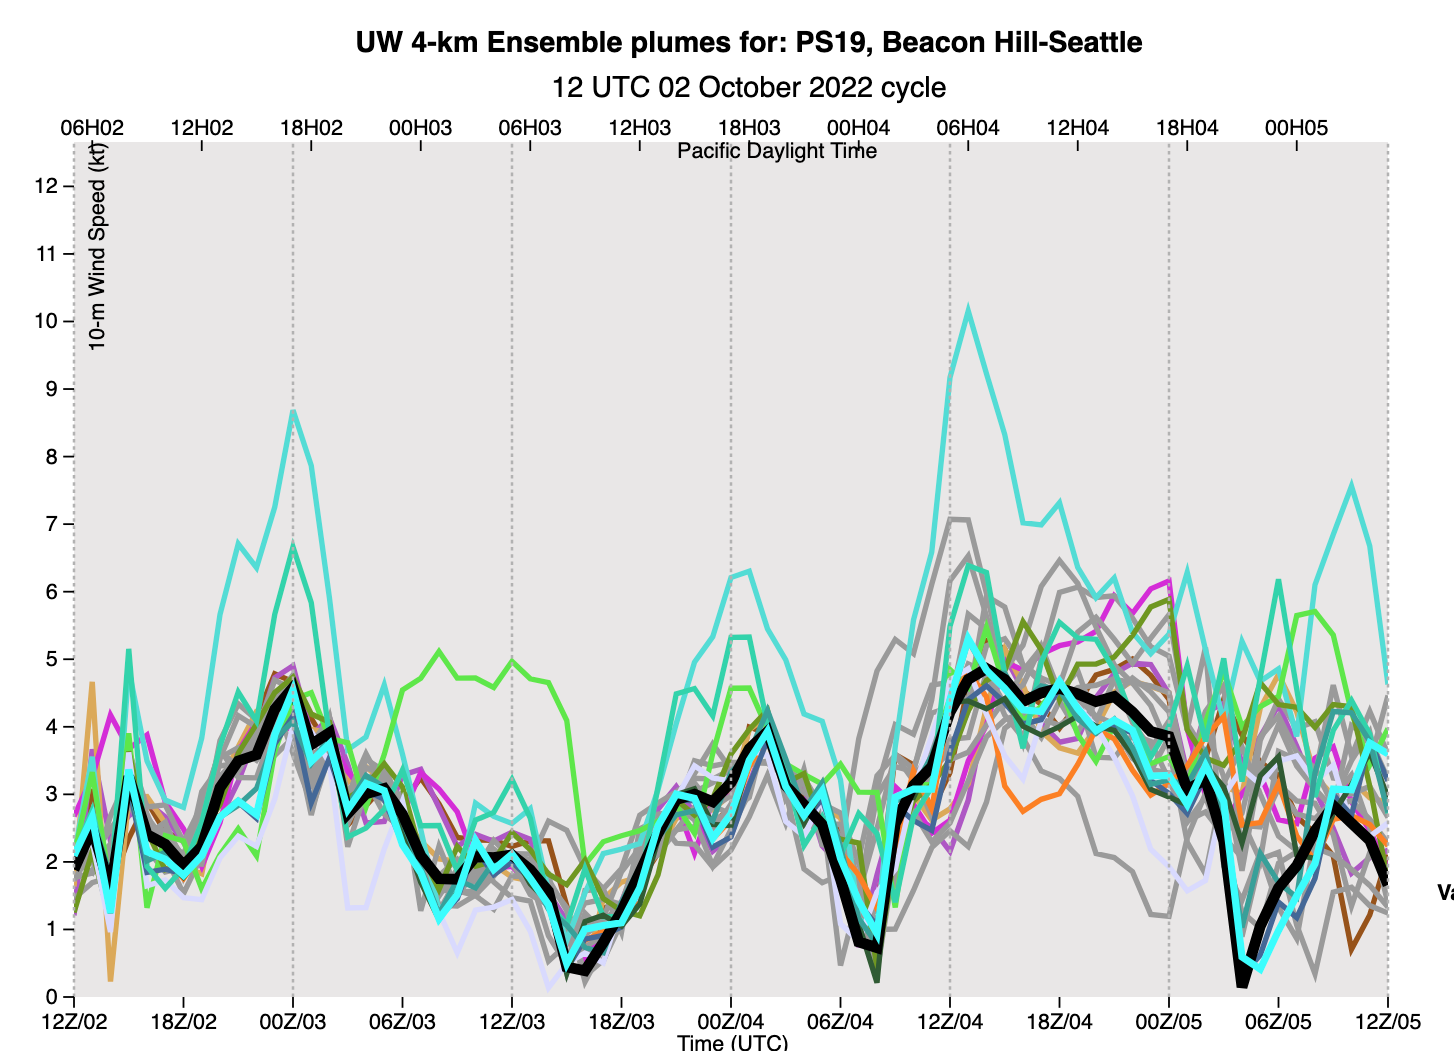 UW 4-km Ensemble plumes for: PS19, Beacon Hill-Seattle
12 UTC 02 October 2022 cycle
06H02 12H02 18H02 00H03 06H03 12H03 18H03 00H04 06H04 12H04 18H04 00H05
Pacific Daylight Time
10-m Wind Speed (kt)
12
11
10
9
8
7
6
5
4
3
2
1
0
Va
12Z/02 18Z/02 00Z/03 06Z/03 12Z/03 18Z/03 00Z/04 06Z/04 12Z/04 18Z/04 00Z/05 06Z/05 12Z/05
Time (UTC)